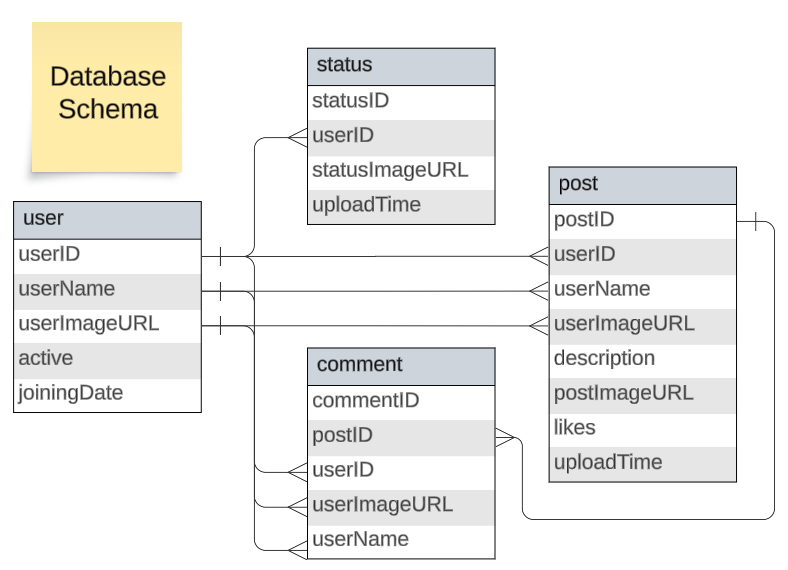 Database
Schema
status
statusID
userID
statusImageURL
uploadTime
user
userID
userName
userImageURL
active
joiningDate
post
postID
userID
userName
userImageURL
description
postImageURL
likes
uploadTime
comment
commentID
postID
userID
userImageURL
userName